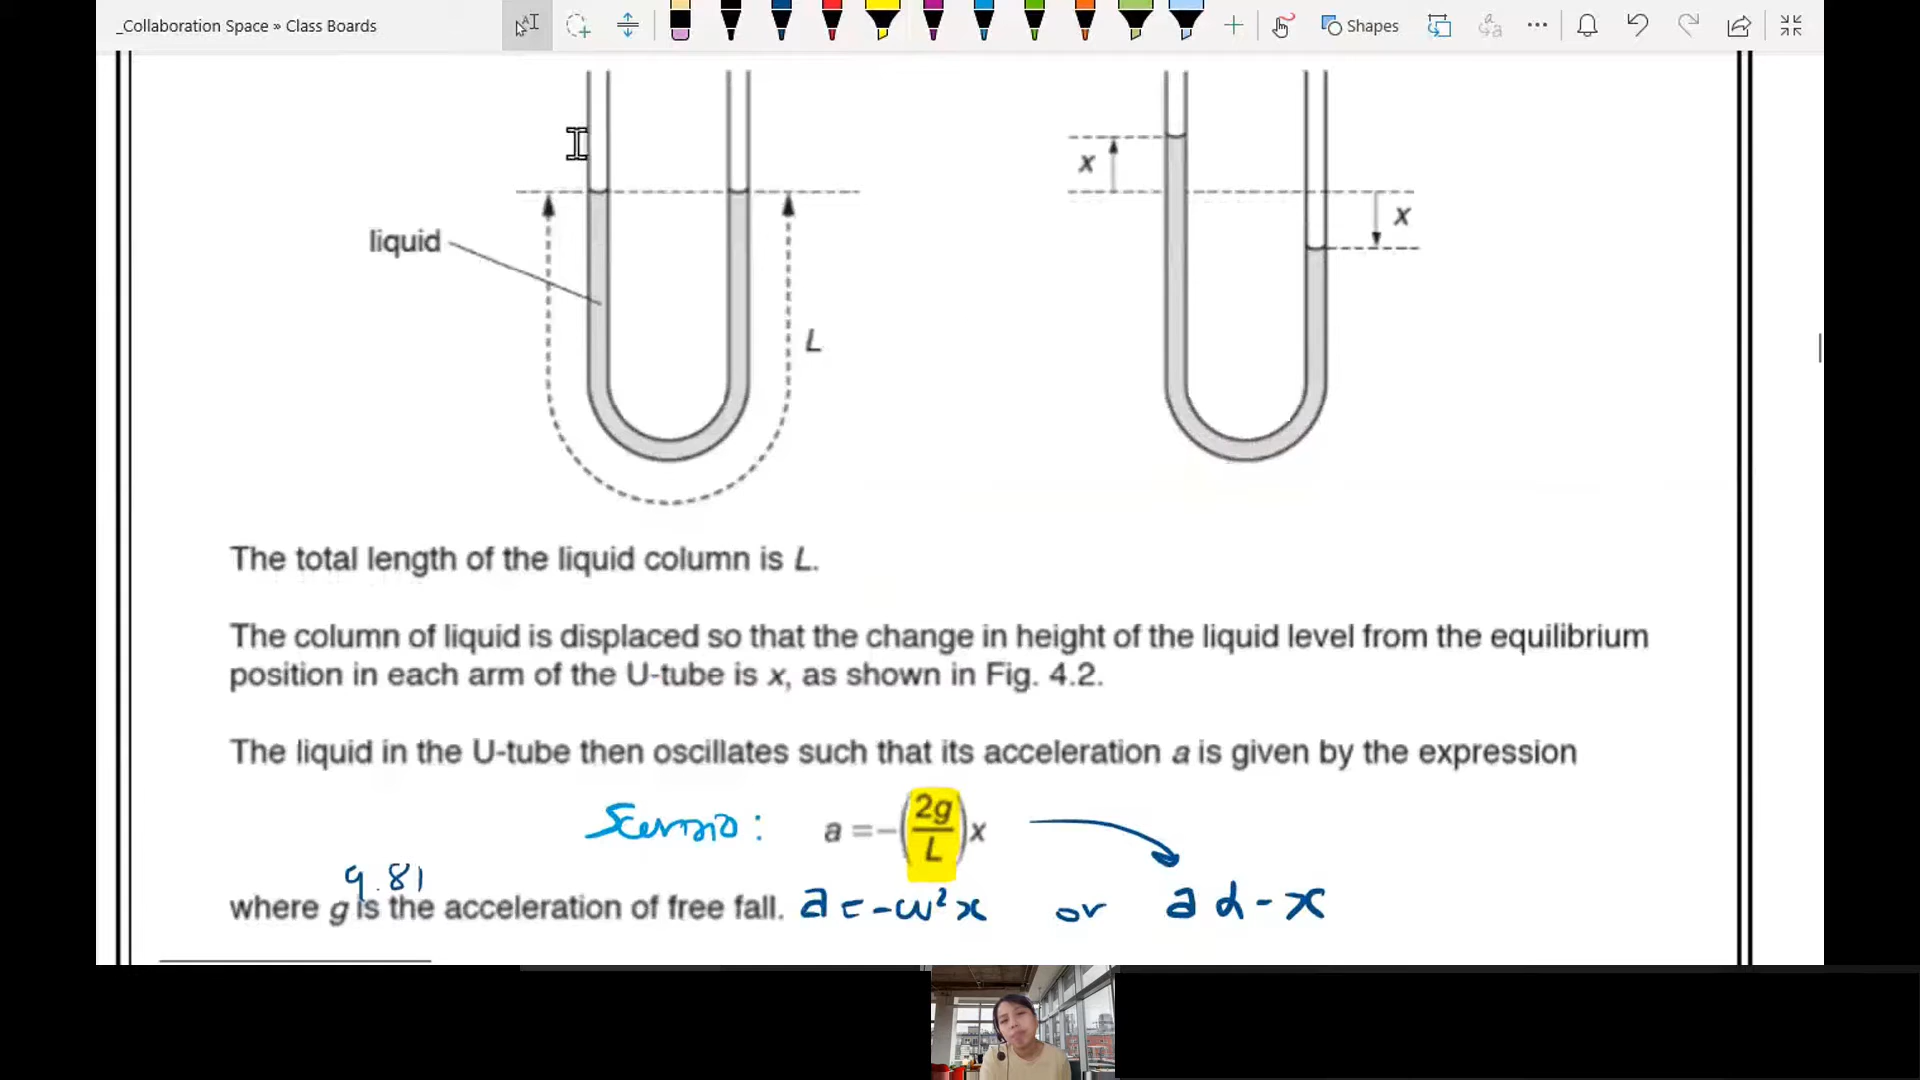 _Collaboration Space » Class Boards
Shapes
x
x
liquid
L
The total length of the liquid column is L.
The column of liquid is displaced so that the change in height of the liquid level from the equilibrium
position in each arm of the U-tube is x, as shown in Fig. 4.2.
The liquid in the U-tube then oscillates such that its acceleration a is given by the expression
a = -(2g/L)x
9.81
where g is the acceleration of free fall. a = -ω²x or a α - x